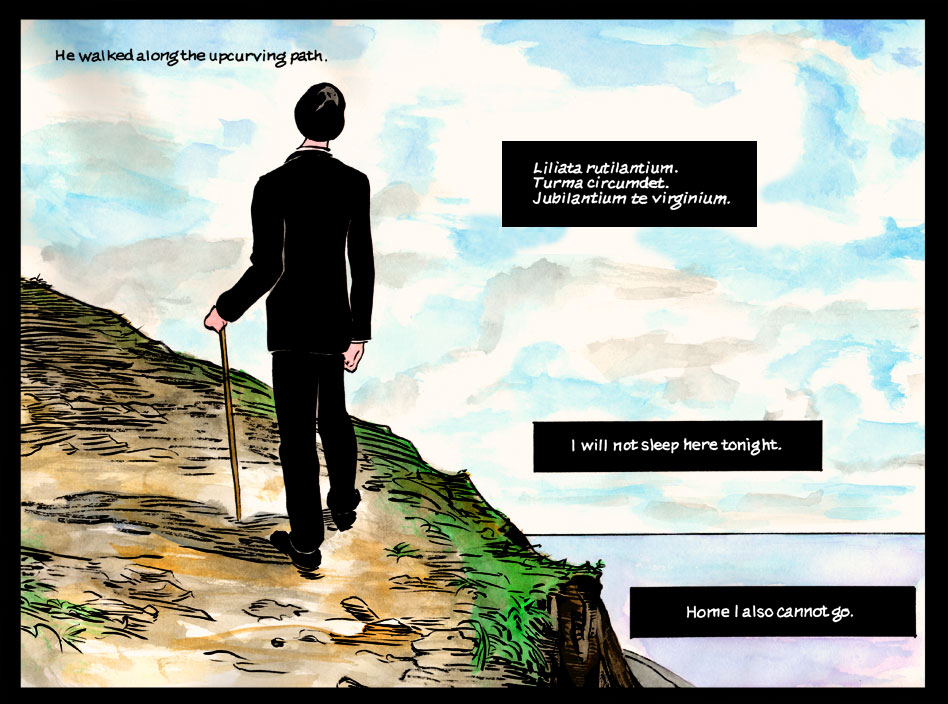 He walked along the upcurving path.
Liliata rutilantium.
Turma circumdet.
Jubilantium te virginium.
I will not sleep here tonight.
Home I also cannot go.